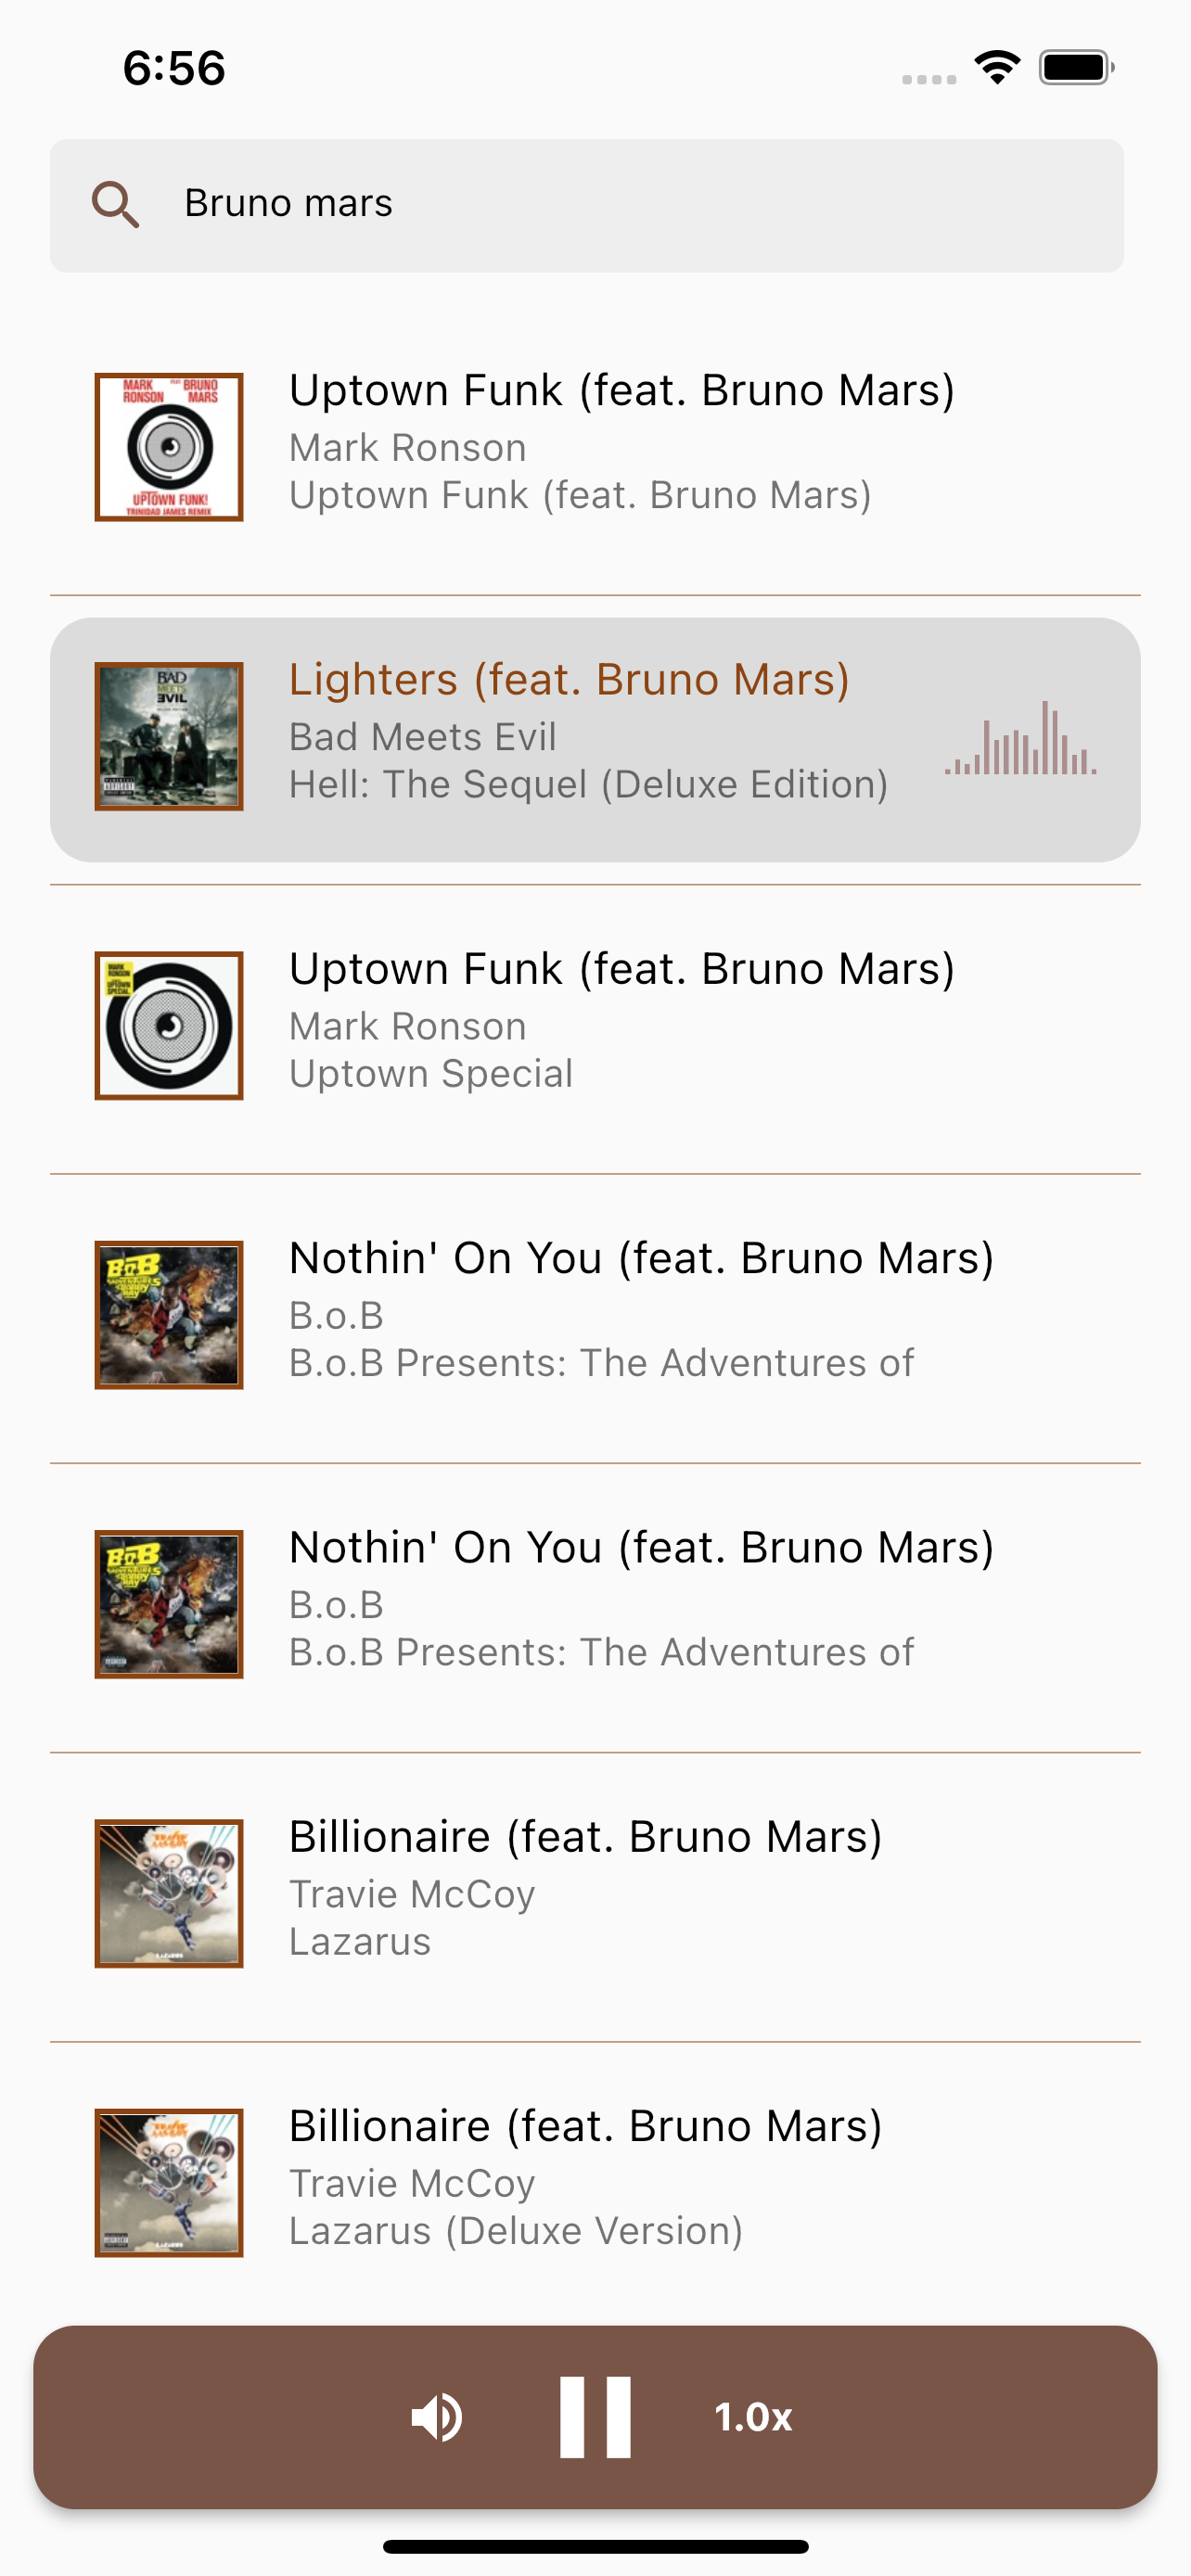 6:56
Bruno mars
MARK RONSON FEAT BRUNO MARS
UPTOWN FUNK!
TRINIDAD JAMES REMIX
Uptown Funk (feat. Bruno Mars)
Mark Ronson
Uptown Funk (feat. Bruno Mars)
BAD
MEETS
EVIL
Lighters (feat. Bruno Mars)
Bad Meets Evil
Hell: The Sequel (Deluxe Edition)
MARK
RONSON
UPTOWN
SPECIAL
Uptown Funk (feat. Bruno Mars)
Mark Ronson
Uptown Special
B.o.B
Nothin' On You (feat. Bruno Mars)
B.o.B
B.o.B Presents: The Adventures of
B.o.B
Nothin' On You (feat. Bruno Mars)
B.o.B
B.o.B Presents: The Adventures of
Billionaire (feat. Bruno Mars)
Travie McCoy
Lazarus
Billionaire (feat. Bruno Mars)
Travie McCoy
Lazarus (Deluxe Version)
1.0x